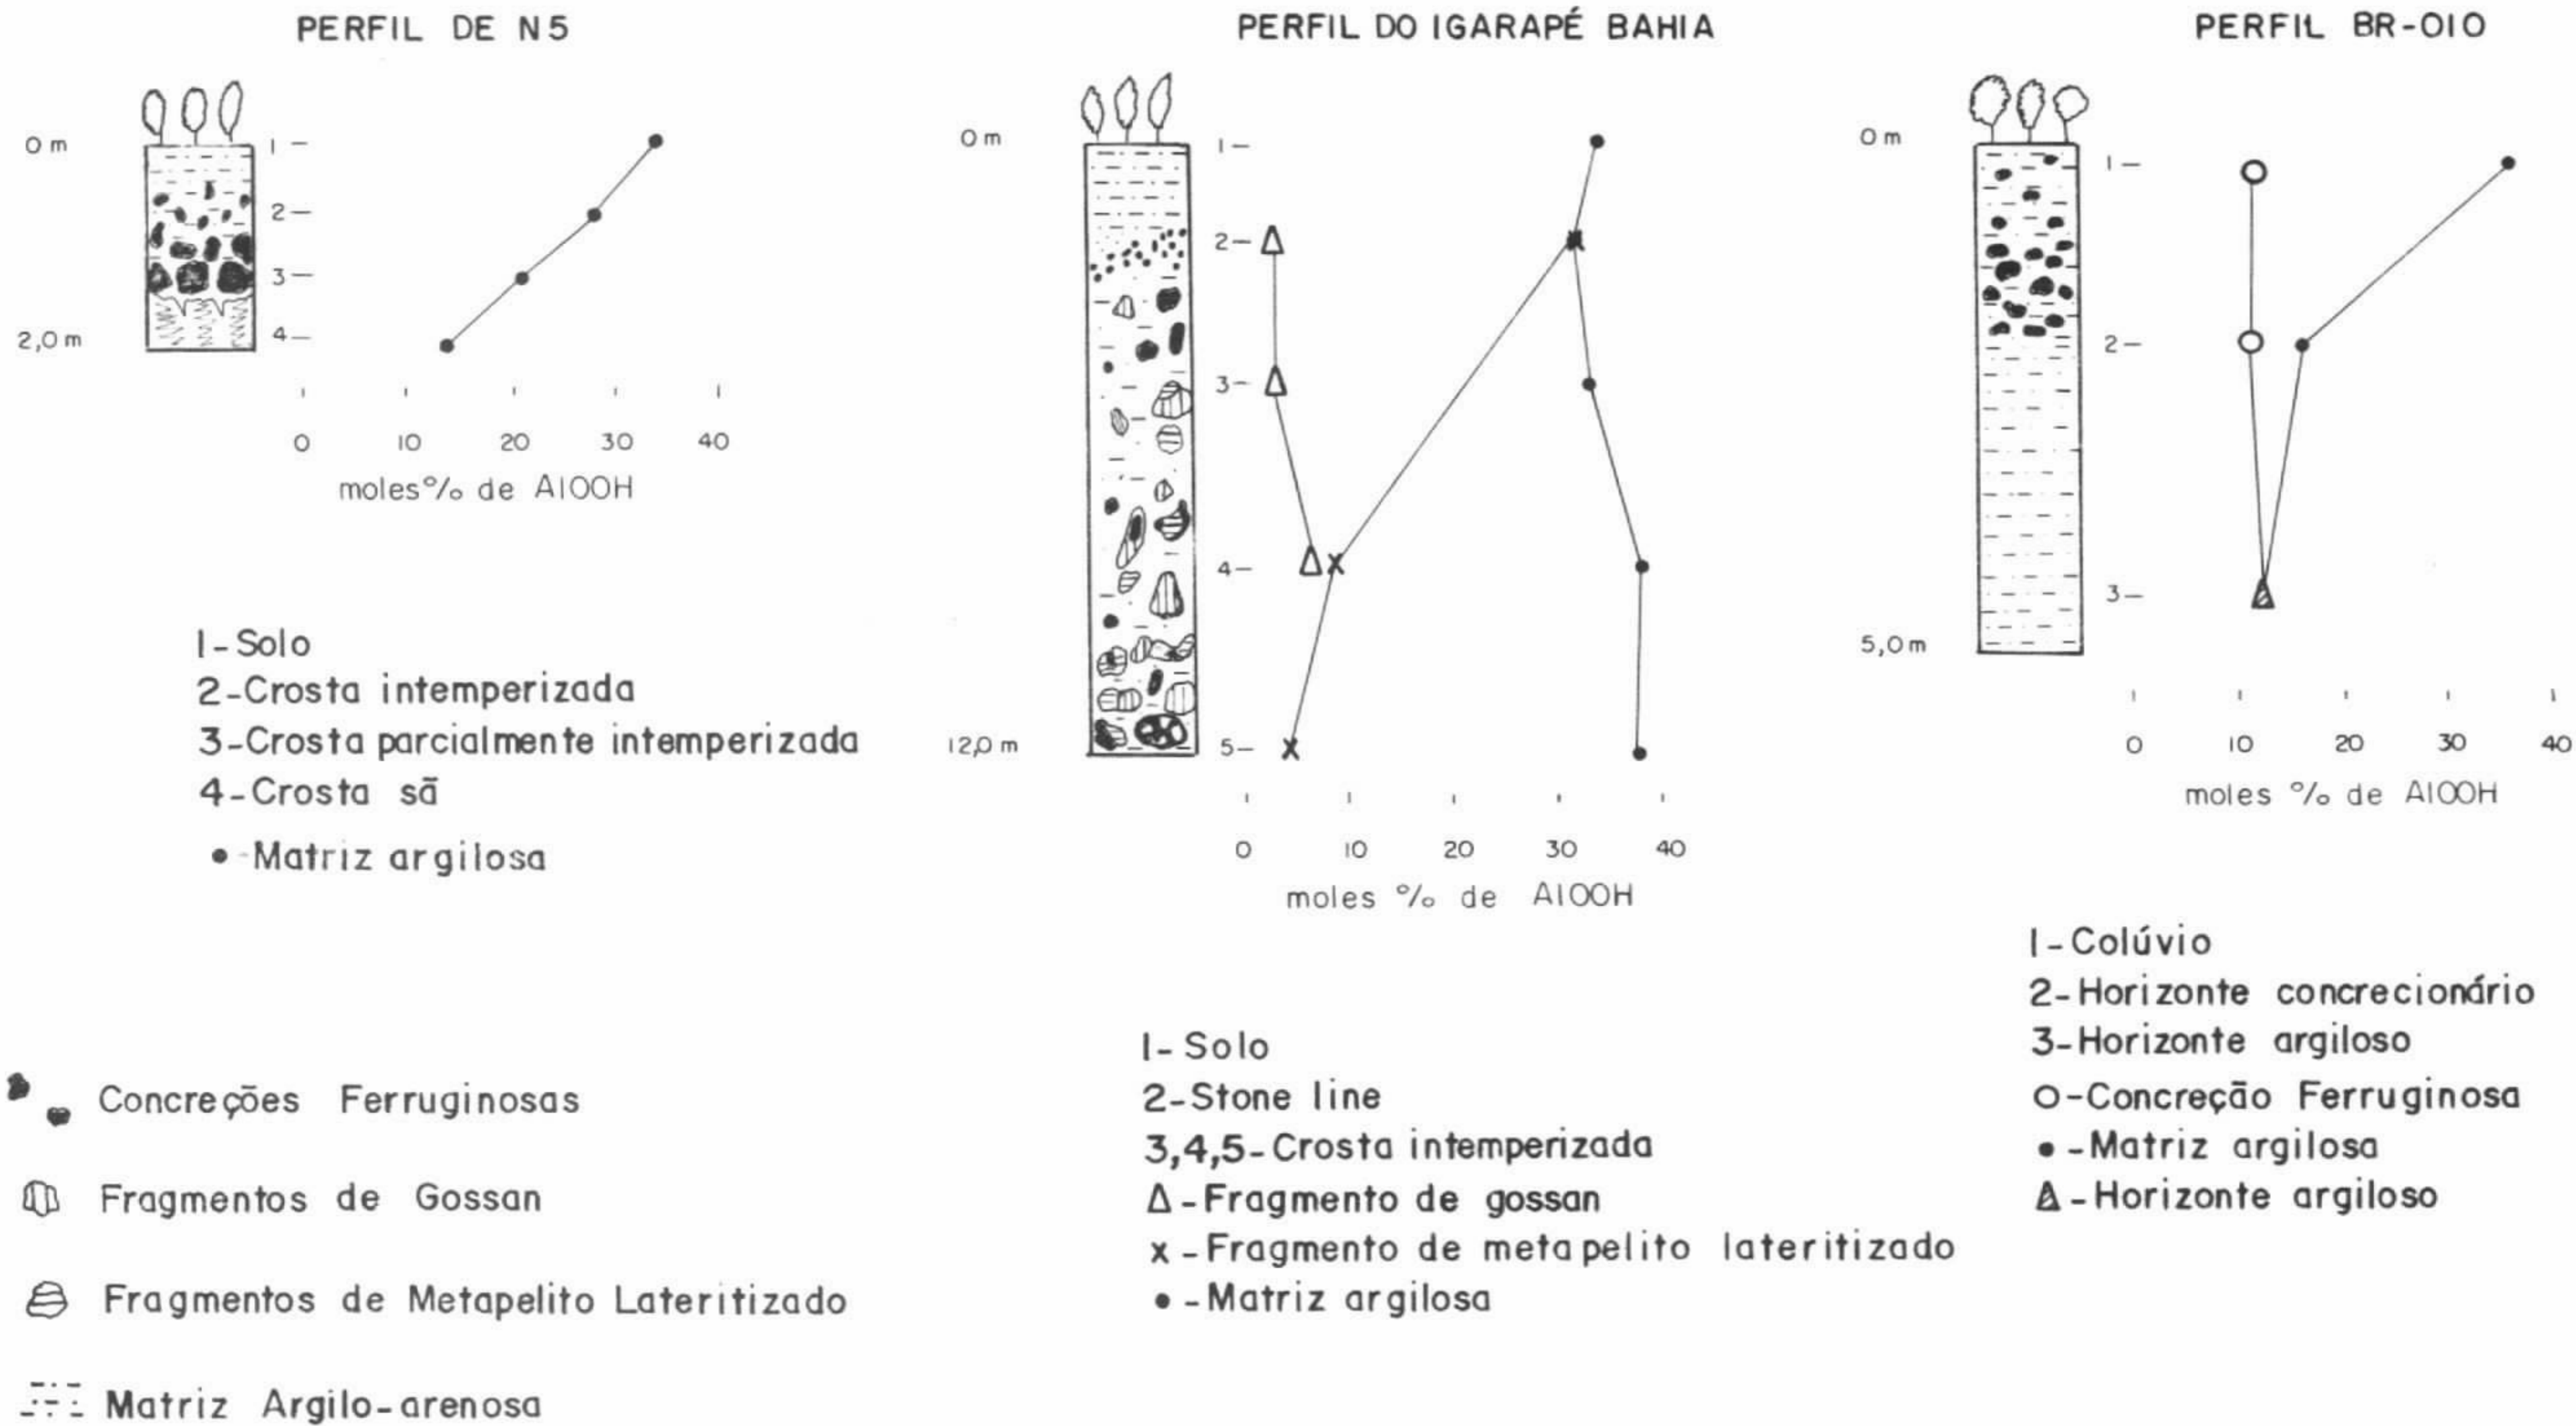 PERFIL DE N5
0 m
2,0 m
1
2
3
4
0 10 20 30 40
moles% de AlOOH
1-Solo
2-Crosta intemperizada
3-Crosta parcialmente intemperizada
4-Crosta sã
● -Matriz argilosa
Concreções Ferruginosas
Fragmentos de Gossan
Fragmentos de Metapelito Lateritizado
Matriz Argilo-arenosa
PERFIL DO IGARAPÉ BAHIA
0 m
12,0 m
1
2
3
4
5
0 10 20 30 40
moles % de AlOOH
1- Solo
2-Stone line
3,4,5-Crosta intemperizada
Δ-Fragmento de gossan
x -Fragmento de metapelito lateritizado
● -Matriz argilosa
PERFIL BR-010
0 m
5,0 m
1
2
3
0 10 20 30 40
moles % de AlOOH
1-Colúvio
2-Horizonte concrecionário
3-Horizonte argiloso
O-Concreção Ferruginosa
● -Matriz argilosa
Δ-Horizonte argiloso